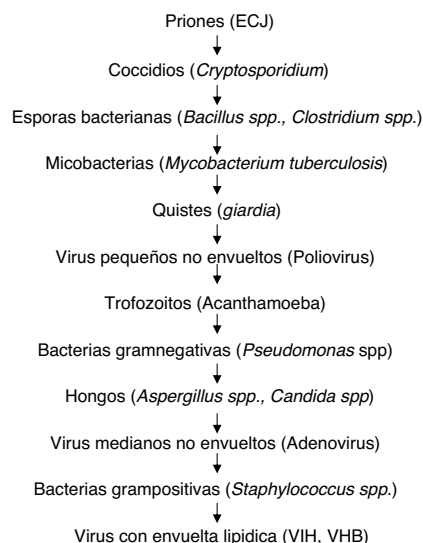 Priones (ECJ)
Coccidios (Cryptosporidium)
Esporas bacterianas (Bacillus spp., Clostridium spp.)
Micobacterias (Mycobacterium tuberculosis)
Quistes (giardia)
Virus pequeños no envueltos (Poliovirus)
Trofozoitos (Acanthamoeba)
Bacterias gramnegativas (Pseudomonas spp)
Hongos (Aspergillus spp., Candida spp)
Virus medianos no envueltos (Adenovirus)
Bacterias grampositivas (Staphylococcus spp.)
Virus con envuelta lipidica (VIH, VHB)